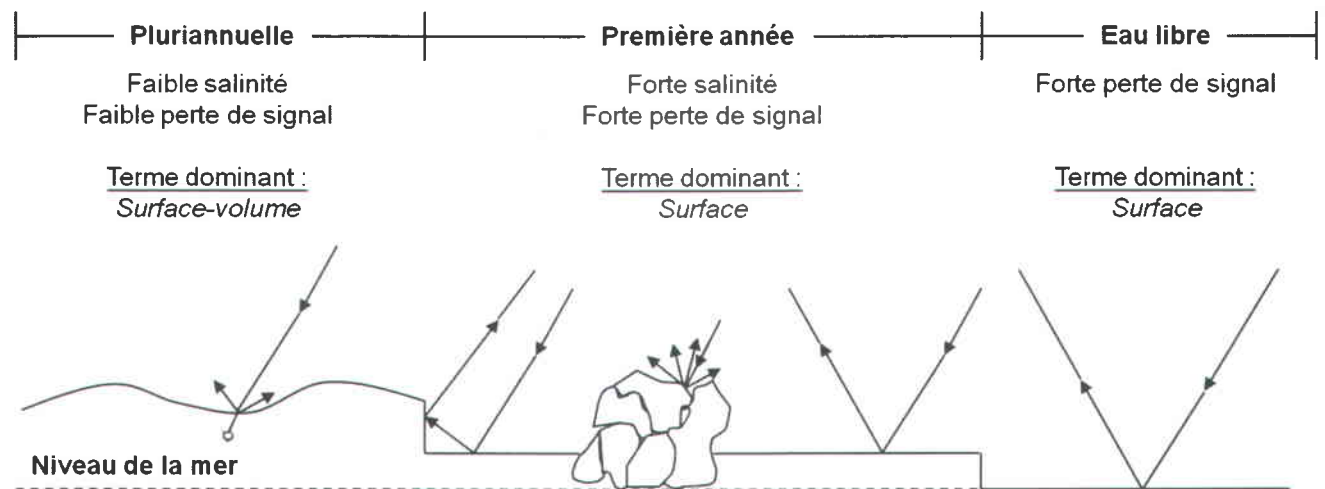 Pluriannuelle
Faible salinité
Faible perte de signal
Terme dominant :
Surface-volume
Première année
Forte salinité
Forte perte de signal
Terme dominant :
Surface
Eau libre
Forte perte de signal
Terme dominant :
Surface
Niveau de la mer